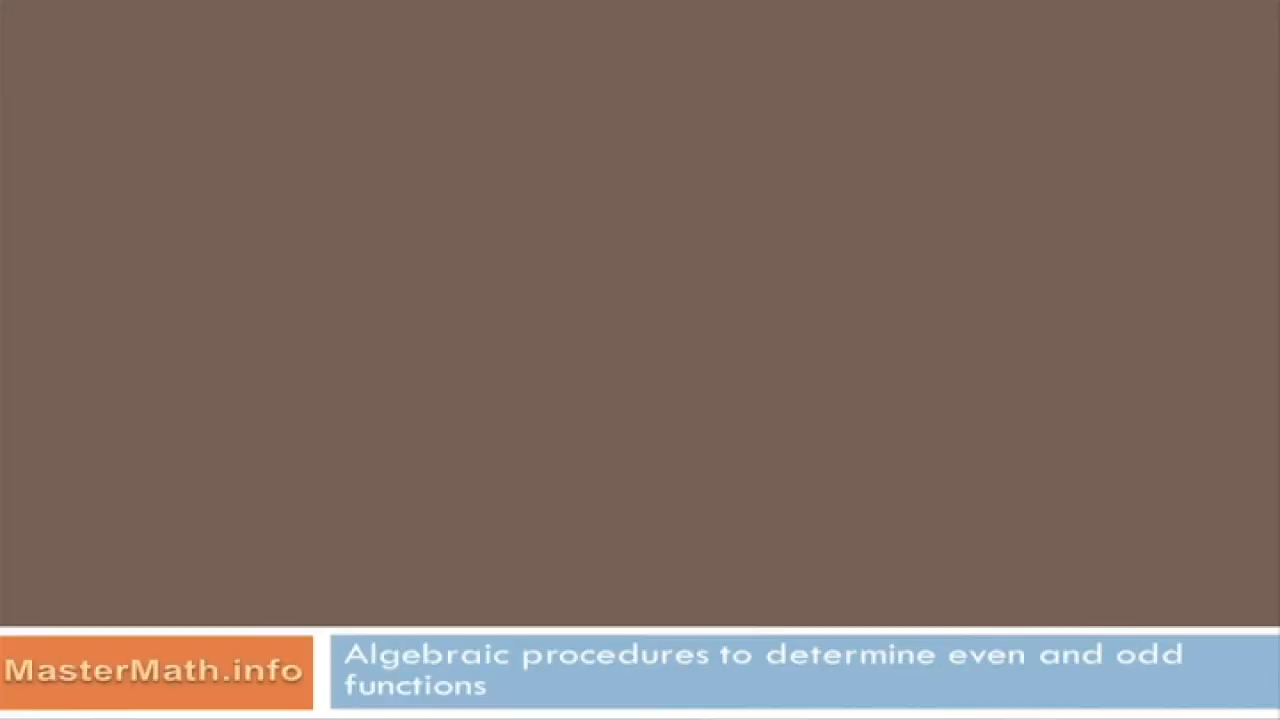 MasterMath.info
Algebraic procedures to determine even and odd
functions